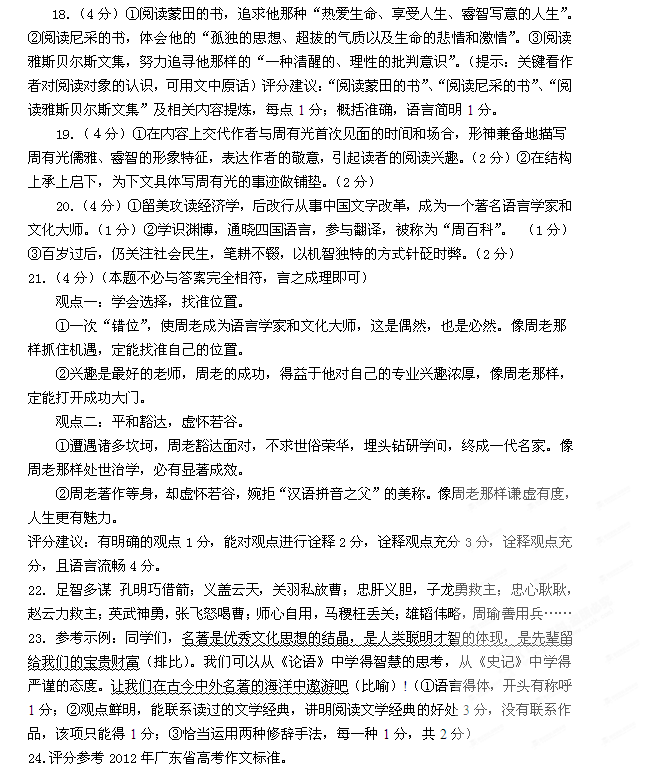 18.（4分）①阅读蒙田的书，追求他那种“热爱生命、享受人生、睿智写意的人生”。
②阅读尼采的书，体会他的“孤独的思想、超拔的气质以及生命的悲情和激情”。③阅读
雅斯贝尔斯文集，努力追寻他那样的“一种清醒的、理性的批判意识”。（提示：关键看作
者对阅读对象的认识，可用文中原话）评分建议：“阅读蒙田的书”、“阅读尼采的书”、“阅
读雅斯贝尔斯文集”及相关内容提炼，每点1分；概括准确，语言简明1分。
19.（4分）①在内容上交代作者与周有光首次见面的时间和场合，形神兼备地描写
周有光儒雅、睿智的形象特征，表达作者的敬意，引起读者的阅读兴趣。（2分）②在结构
上承上启下，为下文具体写周有光的事迹做铺垫。（2分）
20.（4分）①留美攻读经济学，后改行从事中国文字改革，成为一个著名语言学家和
文化大师。（1分）②学识渊博，通晓四国语言，参与翻译，被称为“周百科”。 （1分）
③百岁过后，仍关注社会民生，笔耕不辍，以机智独特的方式针砭时弊。（2分）
21.（4分）（本题不必与答案完全相符，言之成理即可）
观点一：学会选择，找准位置。
①一次“错位”，使周老成为语言学家和文化大师，这是偶然，也是必然。像周老那
样抓住机遇，定能找准自己的位置。
②兴趣是最好的老师，周老的成功，得益于他对自己的专业兴趣浓厚，像周老那样，
定能打开成功大门。
观点二：平和豁达，虚怀若谷。
①遭遇诸多坎坷，周老豁达面对，不求世俗荣华，埋头钻研学问，终成一代名家。像
周老那样处世治学，必有显著成效。
②周老著作等身，却虚怀若谷，婉拒“汉语拼音之父”的美称。像周老那样谦虚有度，
人生更有魅力。
评分建议：有明确的观点1分，能对观点进行诠释2分，诠释观点充分3分，诠释观点充
分，且语言流畅4分。
22. 足智多谋 孔明巧借箭；义盖云天，关羽私放曹；忠肝义胆，子龙勇救主；忠心耿耿，
赵云力救主；英武神勇，张飞怒喝曹；师心自用，马稷枉丢关；雄韬伟略，周瑜善用兵……
23. 参考示例：同学们，名著是优秀文化思想的结晶，是人类聪明才智的体现，是先辈留
给我们的宝贵财富（排比）。我们可以从《论语》中学得智慧的思考，从《史记》中学得
严谨的态度。让我们在古今中外名著的海洋中遨游吧（比喻）！（①语言得体，开头有称呼
1分；②观点鲜明，能联系读过的文学经典，讲明阅读文学经典的好处3分，没有联系作
品，该项只能得1分；③恰当运用两种修辞手法，每一种1分，共2分）
24.评分参考2012年广东省高考作文标准。